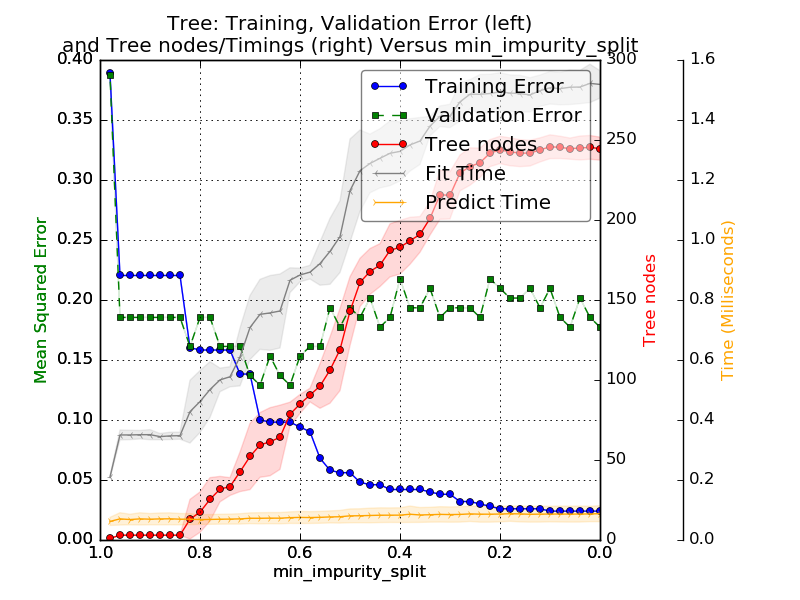 Tree: Training, Validation Error (left)
and Tree nodes/Timings (right) Versus min_impurity_split
0.40
0.35
0.30
0.25
0.20
0.15
0.10
0.05
0.00
Mean Squared Error
1.0
0.8
0.6
0.4
0.2
0.0
min_impurity_split
Training Error
Validation Error
Tree nodes
Fit Time
Predict Time
300
250
200
150
100
50
0
Tree nodes
1.6
1.4
1.2
1.0
0.8
0.6
0.4
0.2
0.0
Time (Milliseconds)